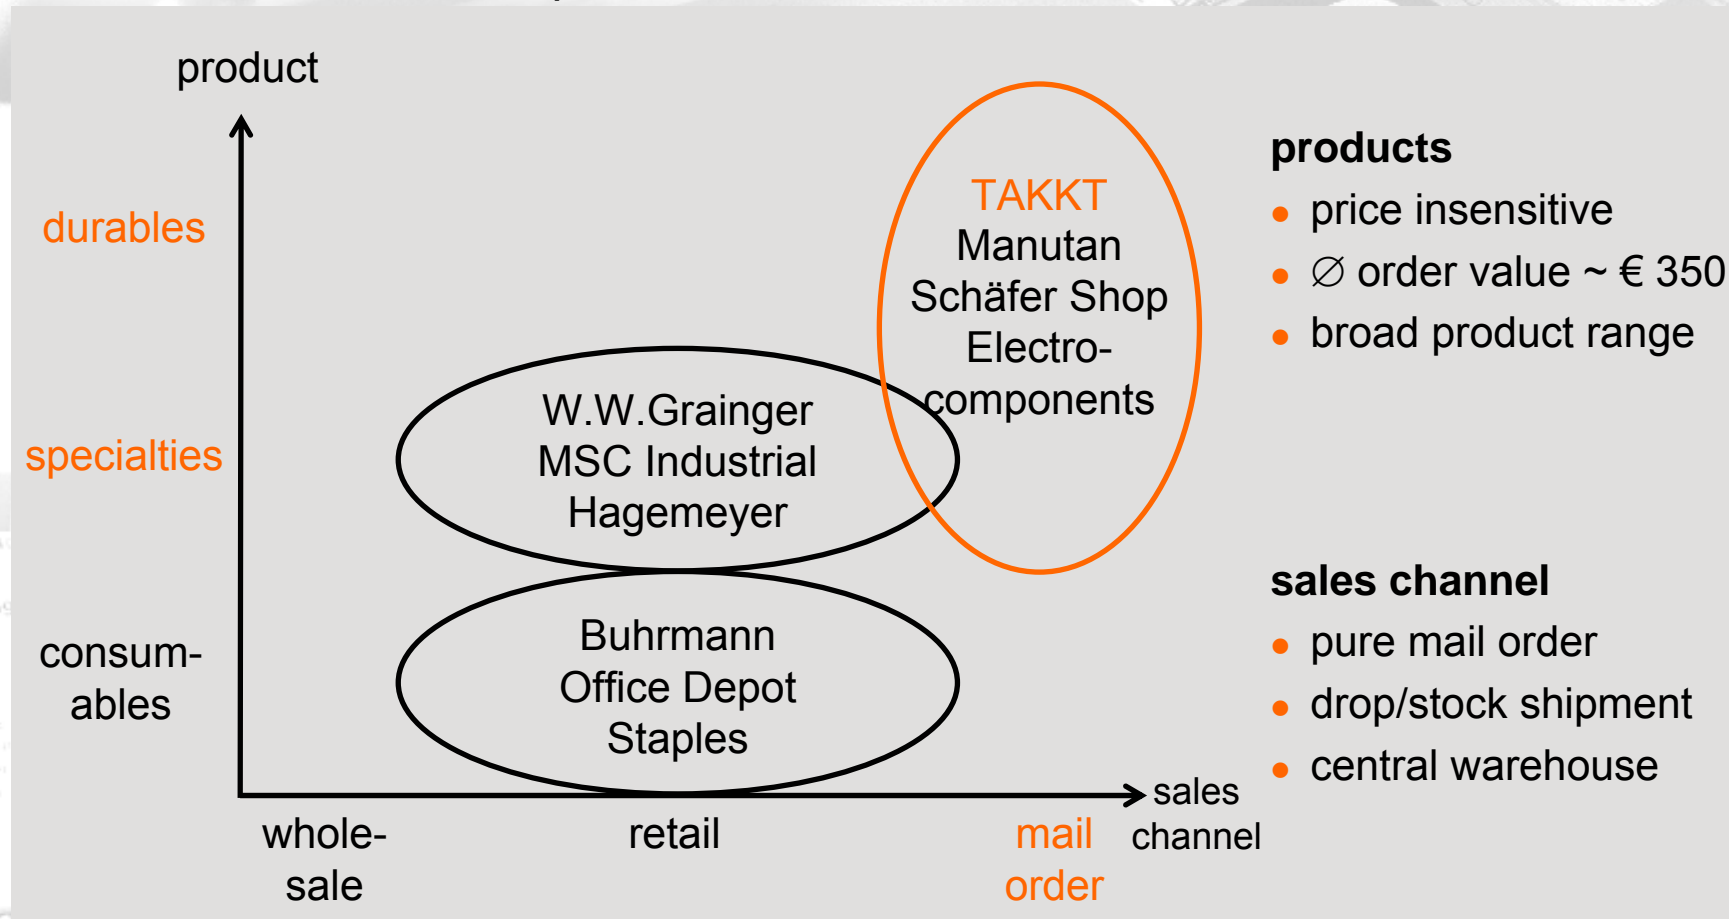 product
durables
specialties
consum-
ables
TAKKT
Manutan
Schäfer Shop
Electro-
components
W.W.Grainger
MSC Industrial
Hagemeyer
Buhrmann
Office Depot
Staples
whole-
sale
retail
mail
order
sales
channel
products
• price insensitive
• ∅ order value ~ € 350
• broad product range
sales channel
• pure mail order
• drop/stock shipment
• central warehouse